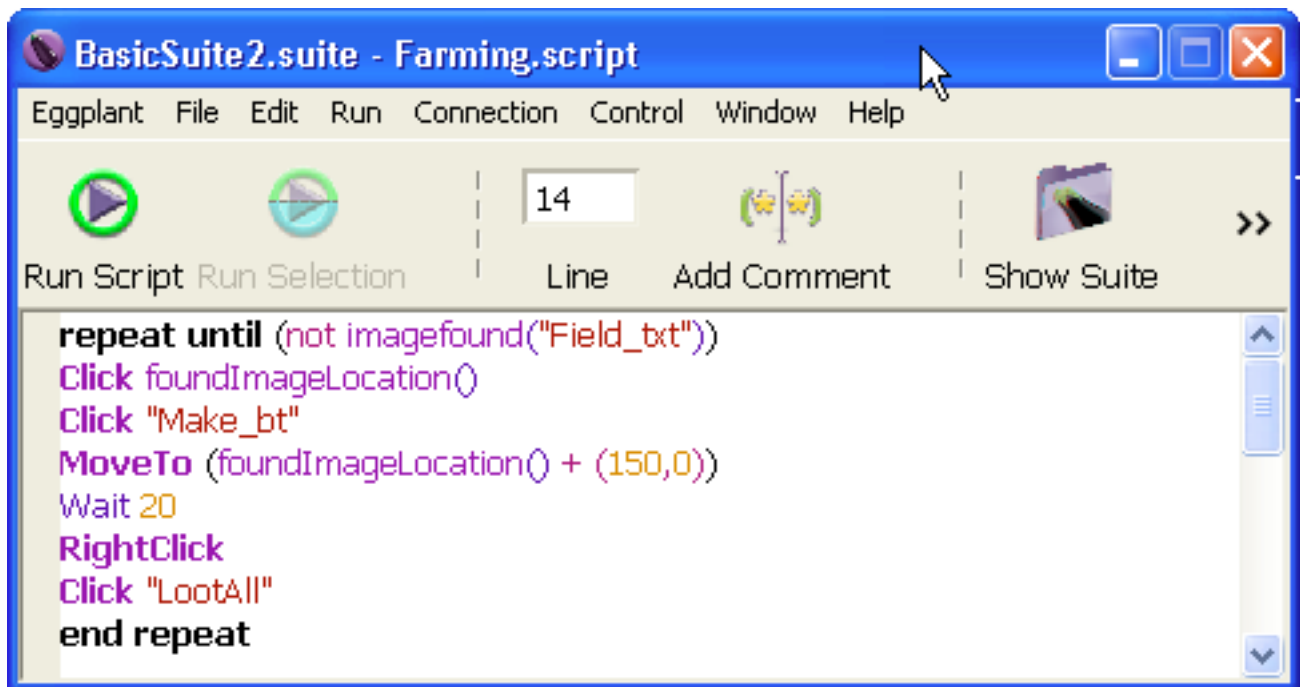 BasicSuite2.suite - Farming.script
Eggplant File Edit Run Connection Control Window Help
14
Run Script Run Selection Line Add Comment Show Suite
repeat until (not imagefound("Field_txt"))
Click foundImageLocation()
Click "Make_bt"
MoveTo (foundImageLocation() + (150,0))
Wait 20
RightClick
Click "LootAll"
end repeat